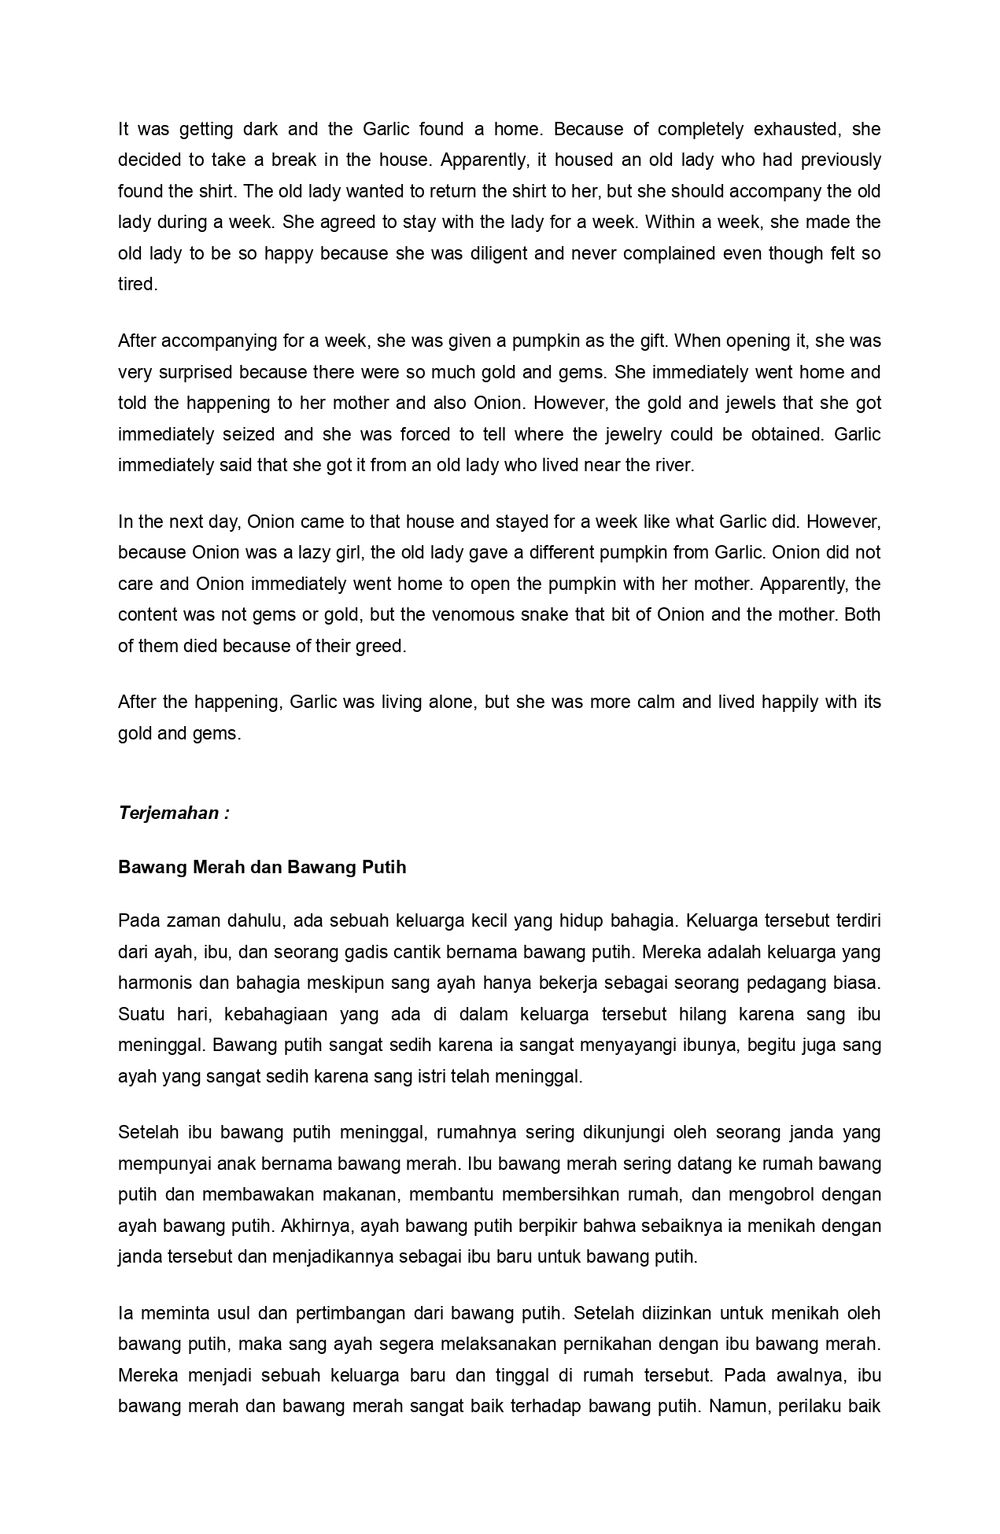 It was getting dark and the Garlic found a home. Because of completely exhausted, she
decided to take a break in the house. Apparently, it housed an old lady who had previously
found the shirt. The old lady wanted to return the shirt to her, but she should accompany the old
lady during a week. She agreed to stay with the lady for a week. Within a week, she made the
old lady to be so happy because she was diligent and never complained even though felt so
tired.
After accompanying for a week, she was given a pumpkin as the gift. When opening it, she was
very surprised because there were so much gold and gems. She immediately went home and
told the happening to her mother and also Onion. However, the gold and jewels that she got
immediately seized and she was forced to tell where the jewelry could be obtained. Garlic
immediately said that she got it from an old lady who lived near the river.
In the next day, Onion came to that house and stayed for a week like what Garlic did. However,
because Onion was a lazy girl, the old lady gave a different pumpkin from Garlic. Onion did not
care and Onion immediately went home to open the pumpkin with her mother. Apparently, the
content was not gems or gold, but the venomous snake that bit of Onion and the mother. Both
of them died because of their greed.
After the happening, Garlic was living alone, but she was more calm and lived happily with its
gold and gems.
Terjemahan :
Bawang Merah dan Bawang Putih
Pada zaman dahulu, ada sebuah keluarga kecil yang hidup bahagia. Keluarga tersebut terdiri
dari ayah, ibu, dan seorang gadis cantik bernama bawang putih. Mereka adalah keluarga yang
harmonis dan bahagia meskipun sang ayah hanya bekerja sebagai seorang pedagang biasa.
Suatu hari, kebahagiaan yang ada di dalam keluarga tersebut hilang karena sang ibu
meninggal. Bawang putih sangat sedih karena ia sangat menyayangi ibunya, begitu juga sang
ayah yang sangat sedih karena sang istri telah meninggal.
Setelah ibu bawang putih meninggal, rumahnya sering dikunjungi oleh seorang janda yang
mempunyai anak bernama bawang merah. Ibu bawang merah sering datang ke rumah bawang
putih dan membawakan makanan, membantu membersihkan rumah, dan mengobrol dengan
ayah bawang putih. Akhirnya, ayah bawang putih berpikir bahwa sebaiknya ia menikah dengan
janda tersebut dan menjadikannya sebagai ibu baru untuk bawang putih.
Ia meminta usul dan pertimbangan dari bawang putih. Setelah diizinkan untuk menikah oleh
bawang putih, maka sang ayah segera melaksanakan pernikahan dengan ibu bawang merah.
Mereka menjadi sebuah keluarga baru dan tinggal di rumah tersebut. Pada awalnya, ibu
bawang merah dan bawang merah sangat baik terhadap bawang putih. Namun, perilaku baik